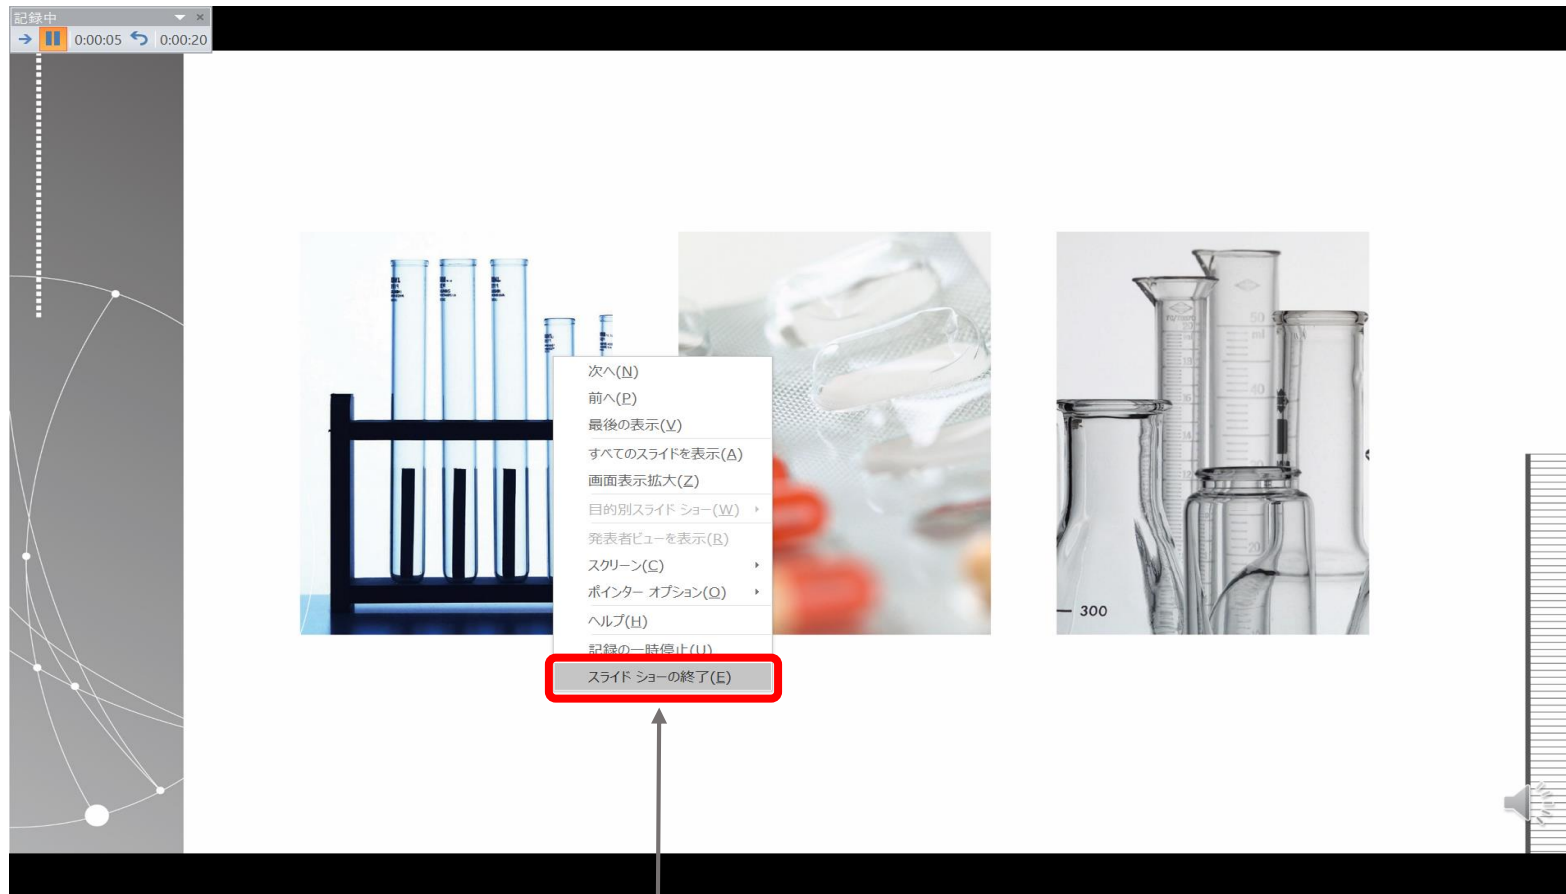 記録中
0:00:05 0:00:20
次へ(N)
前へ(P)
最後の表示(V)
すべてのスライドを表示(A)
画面表示拡大(Z)
目的別スライド ショー(W)
発表者ビューを表示(R)
スクリーン(C)
ポインター オプション(O)
ヘルプ(H)
記録の一時停止(U)
スライド ショーの終了(E)
50
ml
40
20
300